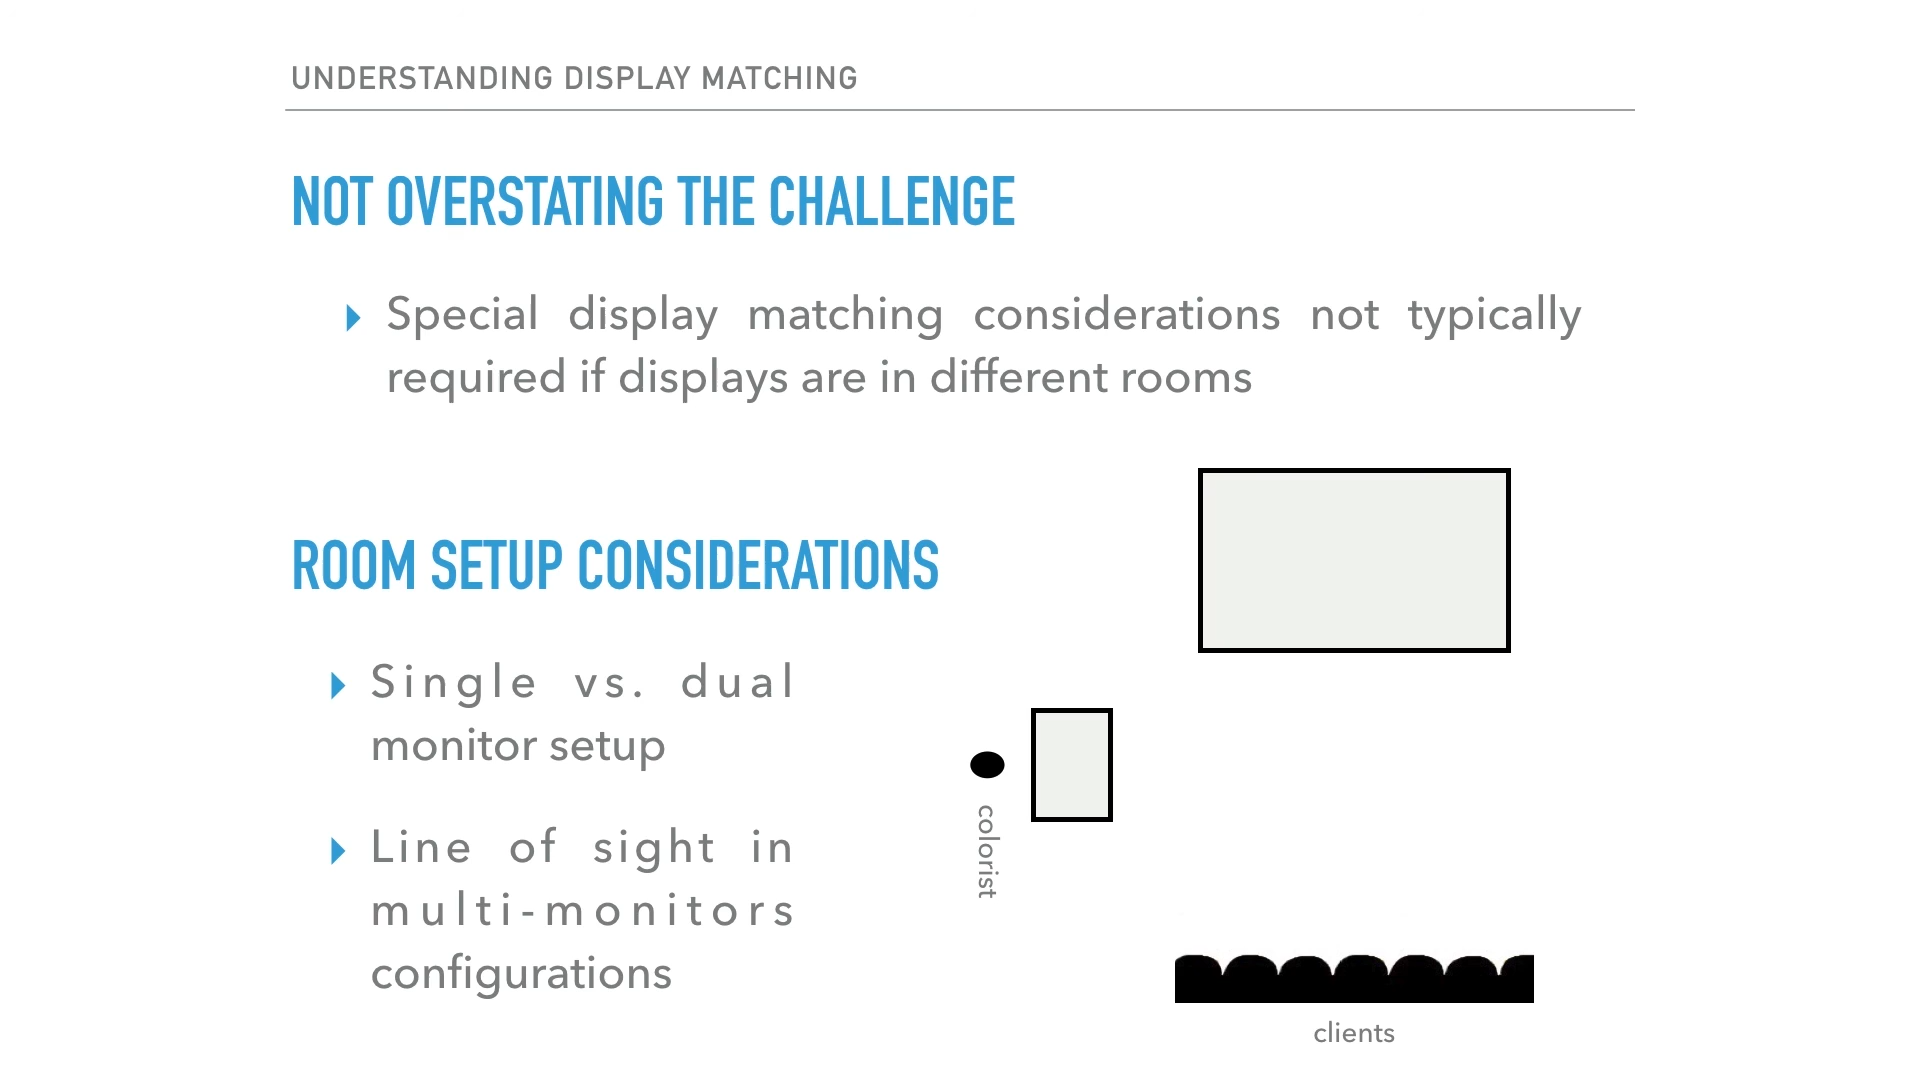 UNDERSTANDING DISPLAY MATCHING
NOT OVERSTATING THE CHALLENGE
Special display matching considerations not typically
required if displays are in different rooms
ROOM SETUP CONSIDERATIONS
Single vs. dual
monitor setup
Line of sight in
multi-monitors
configurations
colorist
clients